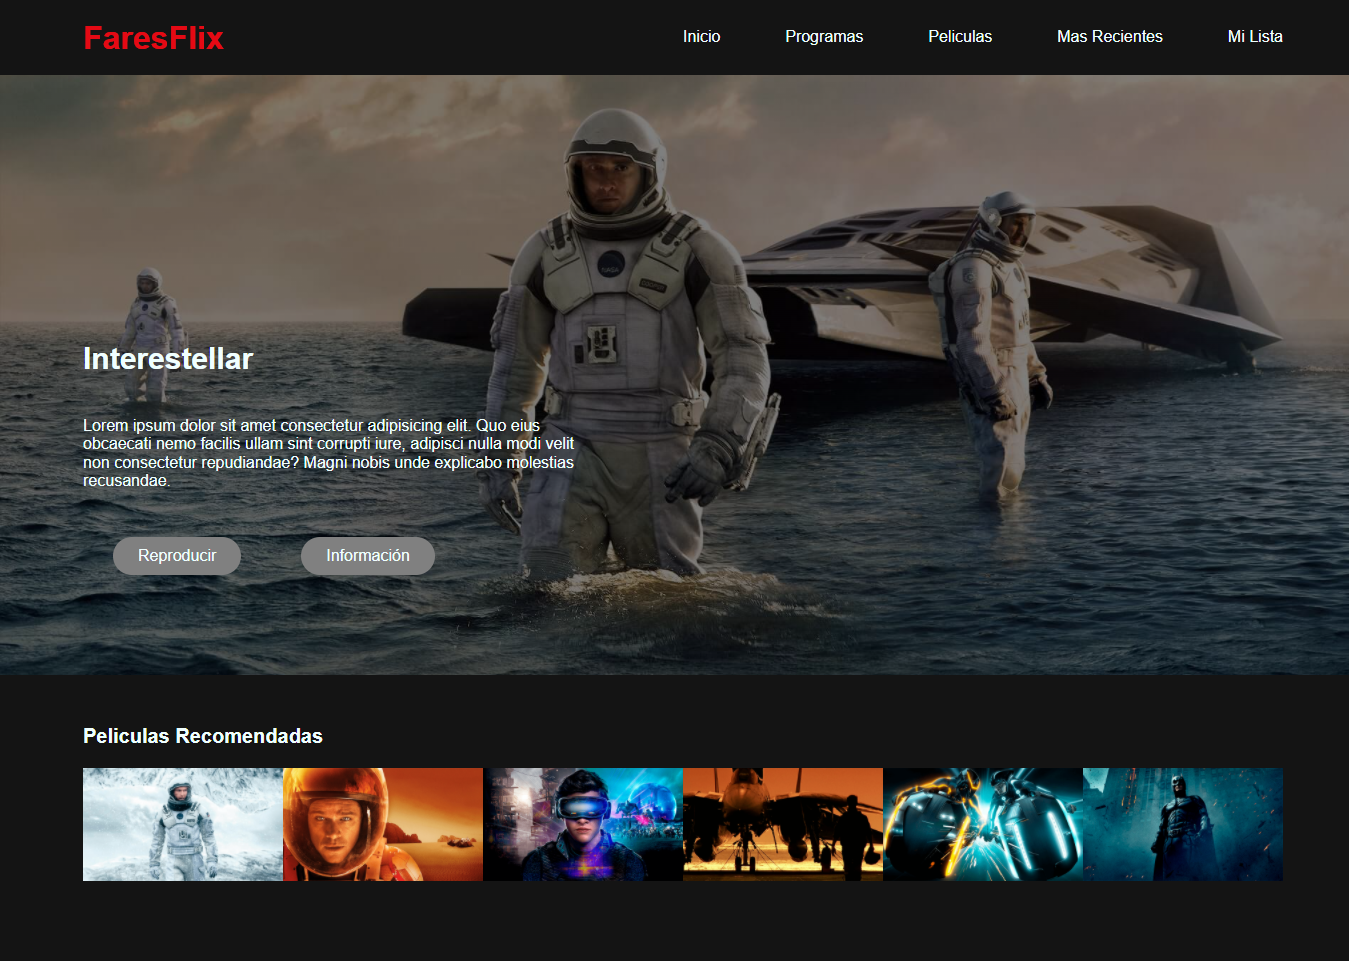 FaresFlix
Inicio
Programas
Peliculas
Mas Recientes
Mi Lista
Interestellar
Lorem ipsum dolor sit amet consectetur adipisicing elit. Quo eius
obcaecati nemo facilis ullam sint corrupti iure, adipisci nulla modi velit
non consectetur repudiandae? Magni nobis unde explicabo molestias
recusandae.
Reproducir
Información
Peliculas Recomendadas